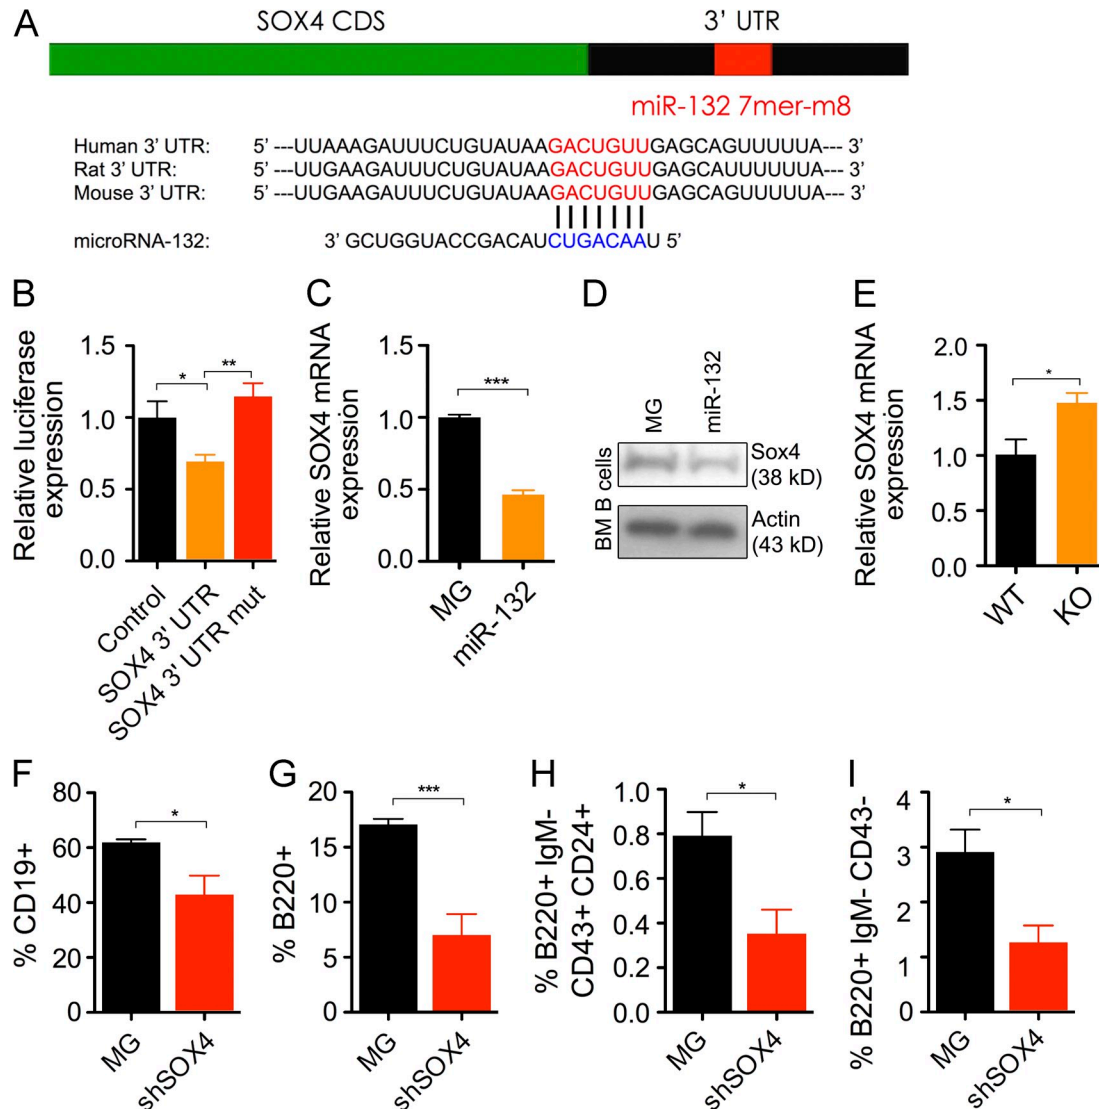 A
SOX4 CDS
3' UTR
miR-132 7mer-m8
Human 3' UTR: 5' ---UUAAAGAUUUCUGUAUAAGACUGUUUGAGCAGUUUUUUA--- 3'
Rat 3' UTR: 5' ---UUGAAGAUUUCUGUAUAAGACUGUUUGAGCAUUUUUUUA--- 3'
Mouse 3' UTR: 5' ---UUGAAGAUUUCUGUAUAAGACUGUUUGAGCAGUUUUUUA--- 3'
microRNA-132: 3' GCUGGUACCGACAUCUGACAAU 5'
B
Relative luciferase
expression
1.5
1.0
0.5
0.0
*
**
Control
SOX4 3' UTR
SOX4 3' UTR mut
C
Relative SOX4 mRNA
expression
1.5
1.0
0.5
0.0
***
MG
miR-132
D
MG
miR-132
BM B cells
Sox4
(38 kD)
Actin
(43 kD)
E
Relative SOX4 mRNA
expression
2.0
1.5
1.0
0.5
0.0
*
WT
KO
F
% CD19+
80
60
40
20
0
*
MG
shSOX4
G
% B220+
20
15
10
5
0
***
MG
shSOX4
H
% B220+ IgM-
CD43+ CD24+
1.0
0.8
0.6
0.4
0.2
0.0
*
MG
shSOX4
I
% B220+ IgM- CD43-
4
3
2
1
0
*
MG
shSOX4